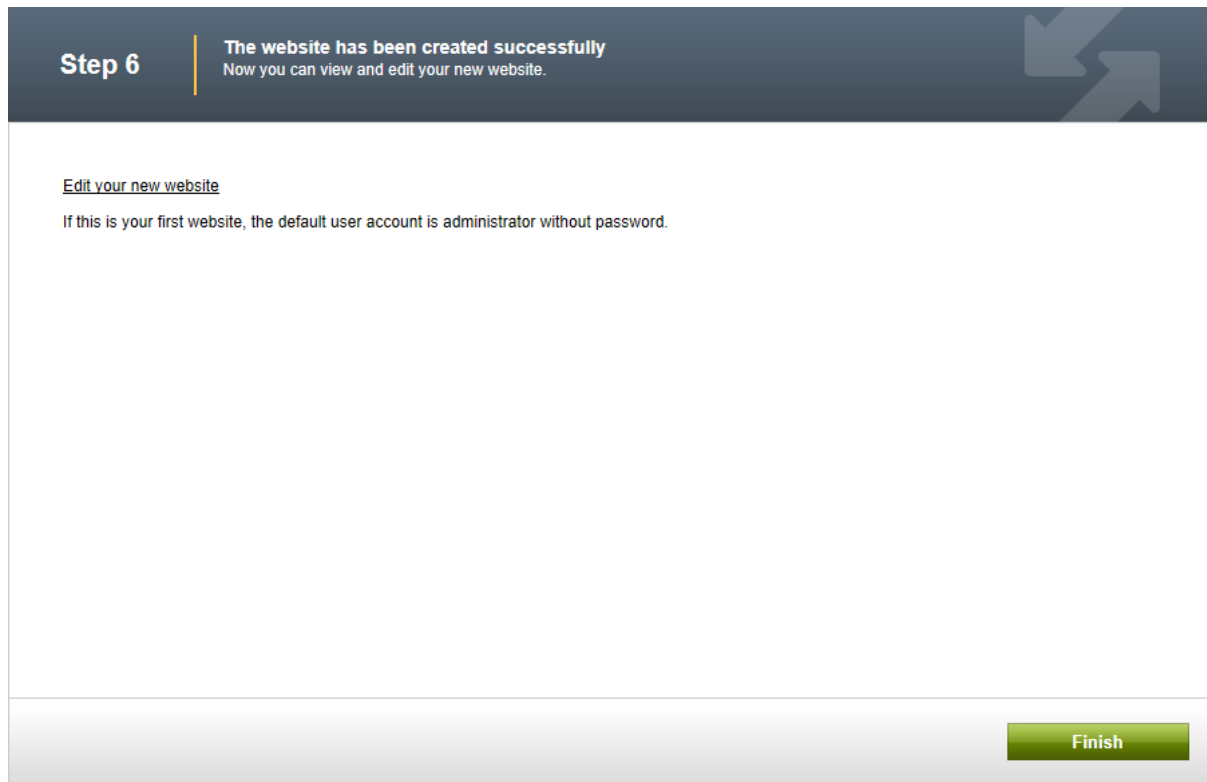 Step 6
The website has been created successfully
Now you can view and edit your new website.
Edit your new website
If this is your first website, the default user account is administrator without password.
Finish